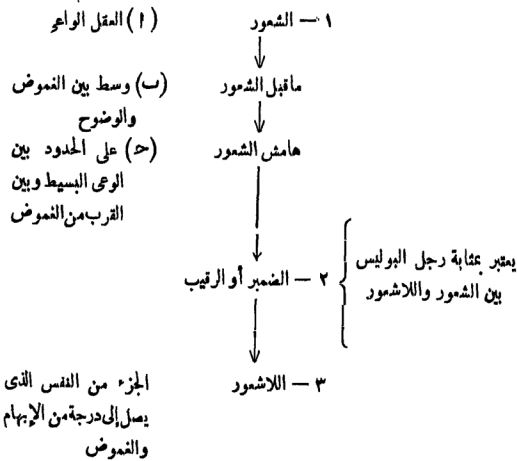 ١ — الشعور
(ا) العقل الواعي
ماقبل الشعور
(ب) وسط بين الغموض
والوضوح
هامش الشعور
(ح) على الحدود بين
الوعى البسيط وبين
القرب من الغموض
٢ — الضمير أو الرقيب
يعتبر بمثابة رجل البوليس
بين الشعور واللاشعور
٣ — اللاشعور
الجزء من النفس الذى
يصل إلى درجة من الإبهام
والغموض